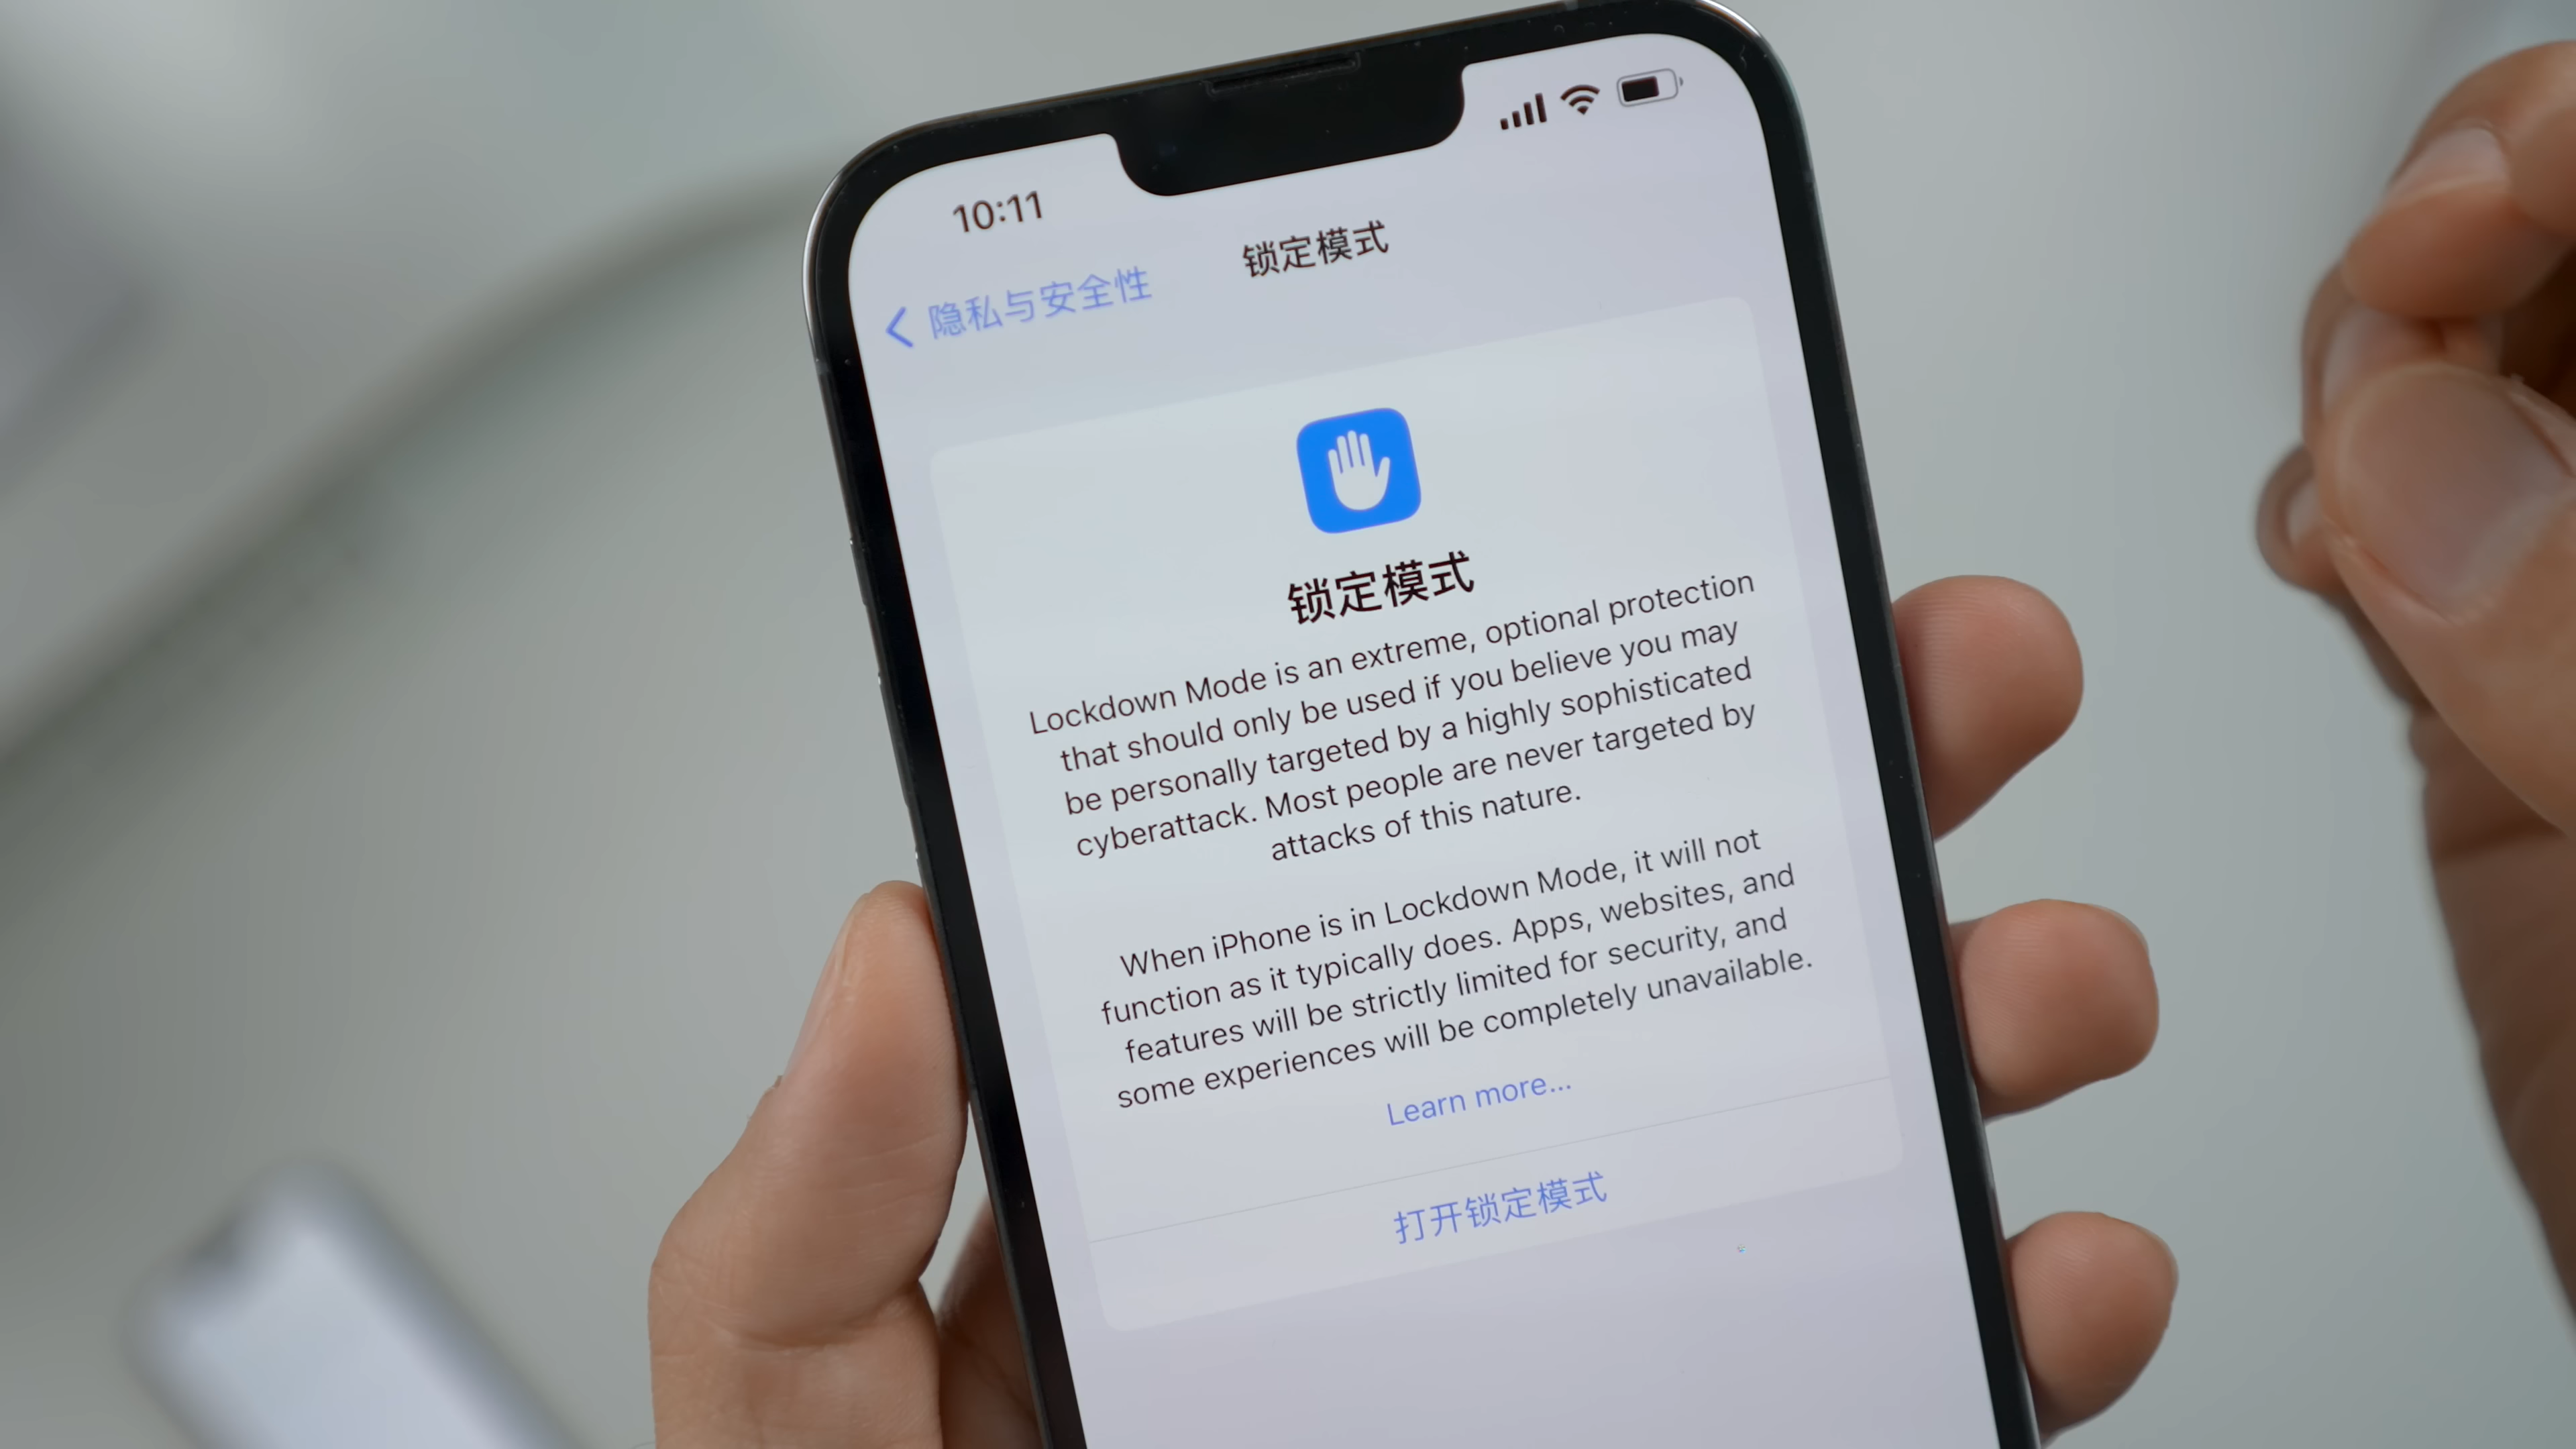 10:11
隐私与安全性
锁定模式
锁定模式
Lockdown Mode is an extreme, optional protection
that should only be used if you believe you may
be personally targeted by a highly sophisticated
cyberattack. Most people are never targeted by
attacks of this nature.
When iPhone is in Lockdown Mode, it will not
function as it typically does. Apps, websites, and
features will be strictly limited for security, and
some experiences will be completely unavailable.
Learn more...
打开锁定模式